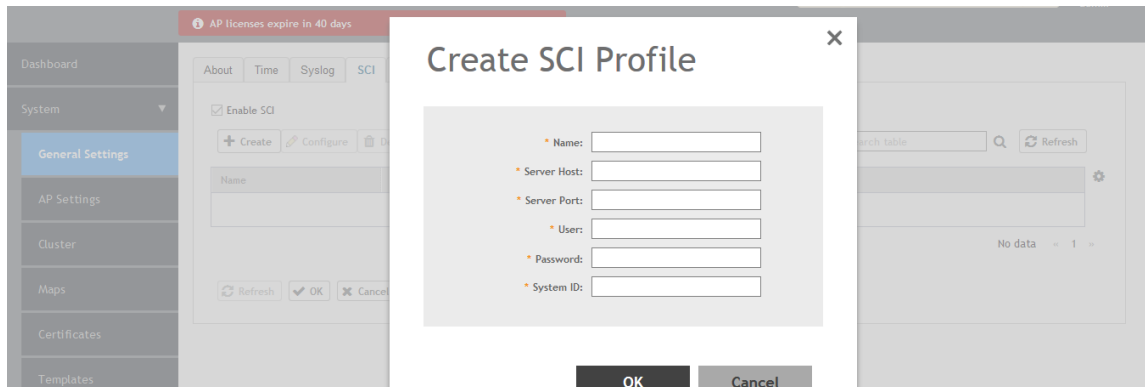 AP licenses expire in 40 days
Dashboard
System
General Settings
AP Settings
Cluster
Maps
Certificates
Templates
About Time Syslog SCI
Enable SCI
Create Configure
Refresh
Name
No data « 1 »
Refresh OK Cancel
Create SCI Profile
* Name:
* Server Host:
* Server Port:
* User:
* Password:
* System ID:
OK Cancel